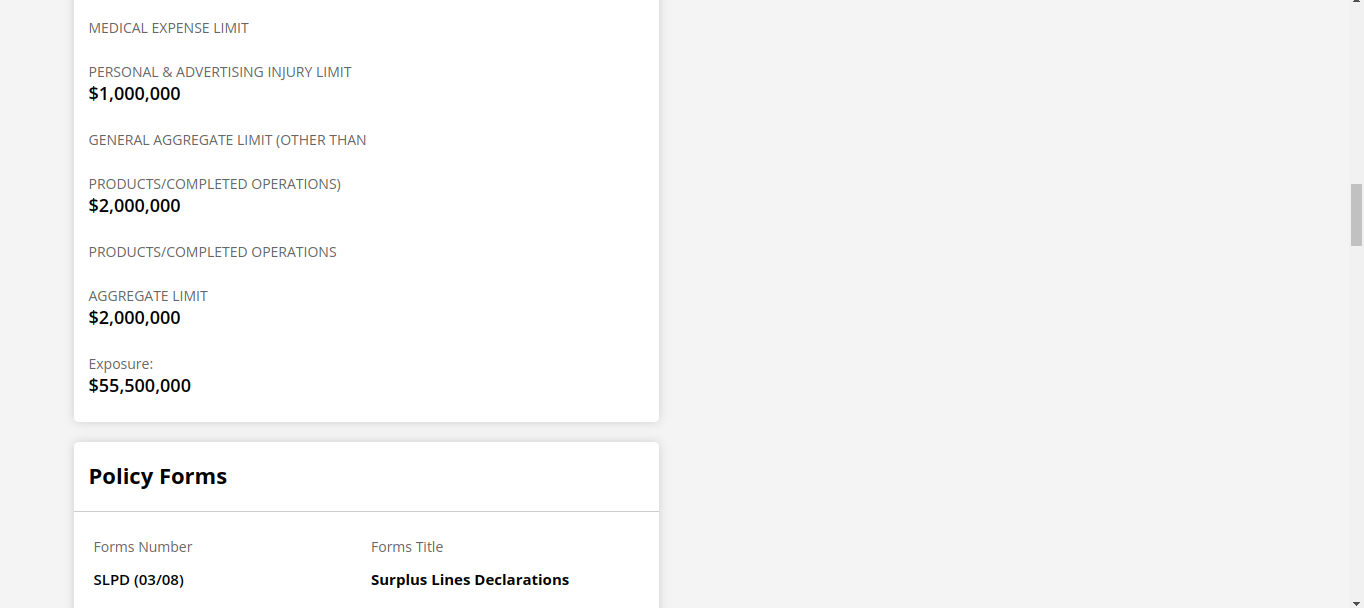 MEDICAL EXPENSE LIMIT
PERSONAL & ADVERTISING INJURY LIMIT
$1,000,000
GENERAL AGGREGATE LIMIT (OTHER THAN
PRODUCTS/COMPLETED OPERATIONS)
$2,000,000
PRODUCTS/COMPLETED OPERATIONS
AGGREGATE LIMIT
$2,000,000
Exposure:
$55,500,000
Policy Forms
Forms Number Forms Title
SLPD (03/08) Surplus Lines Declarations